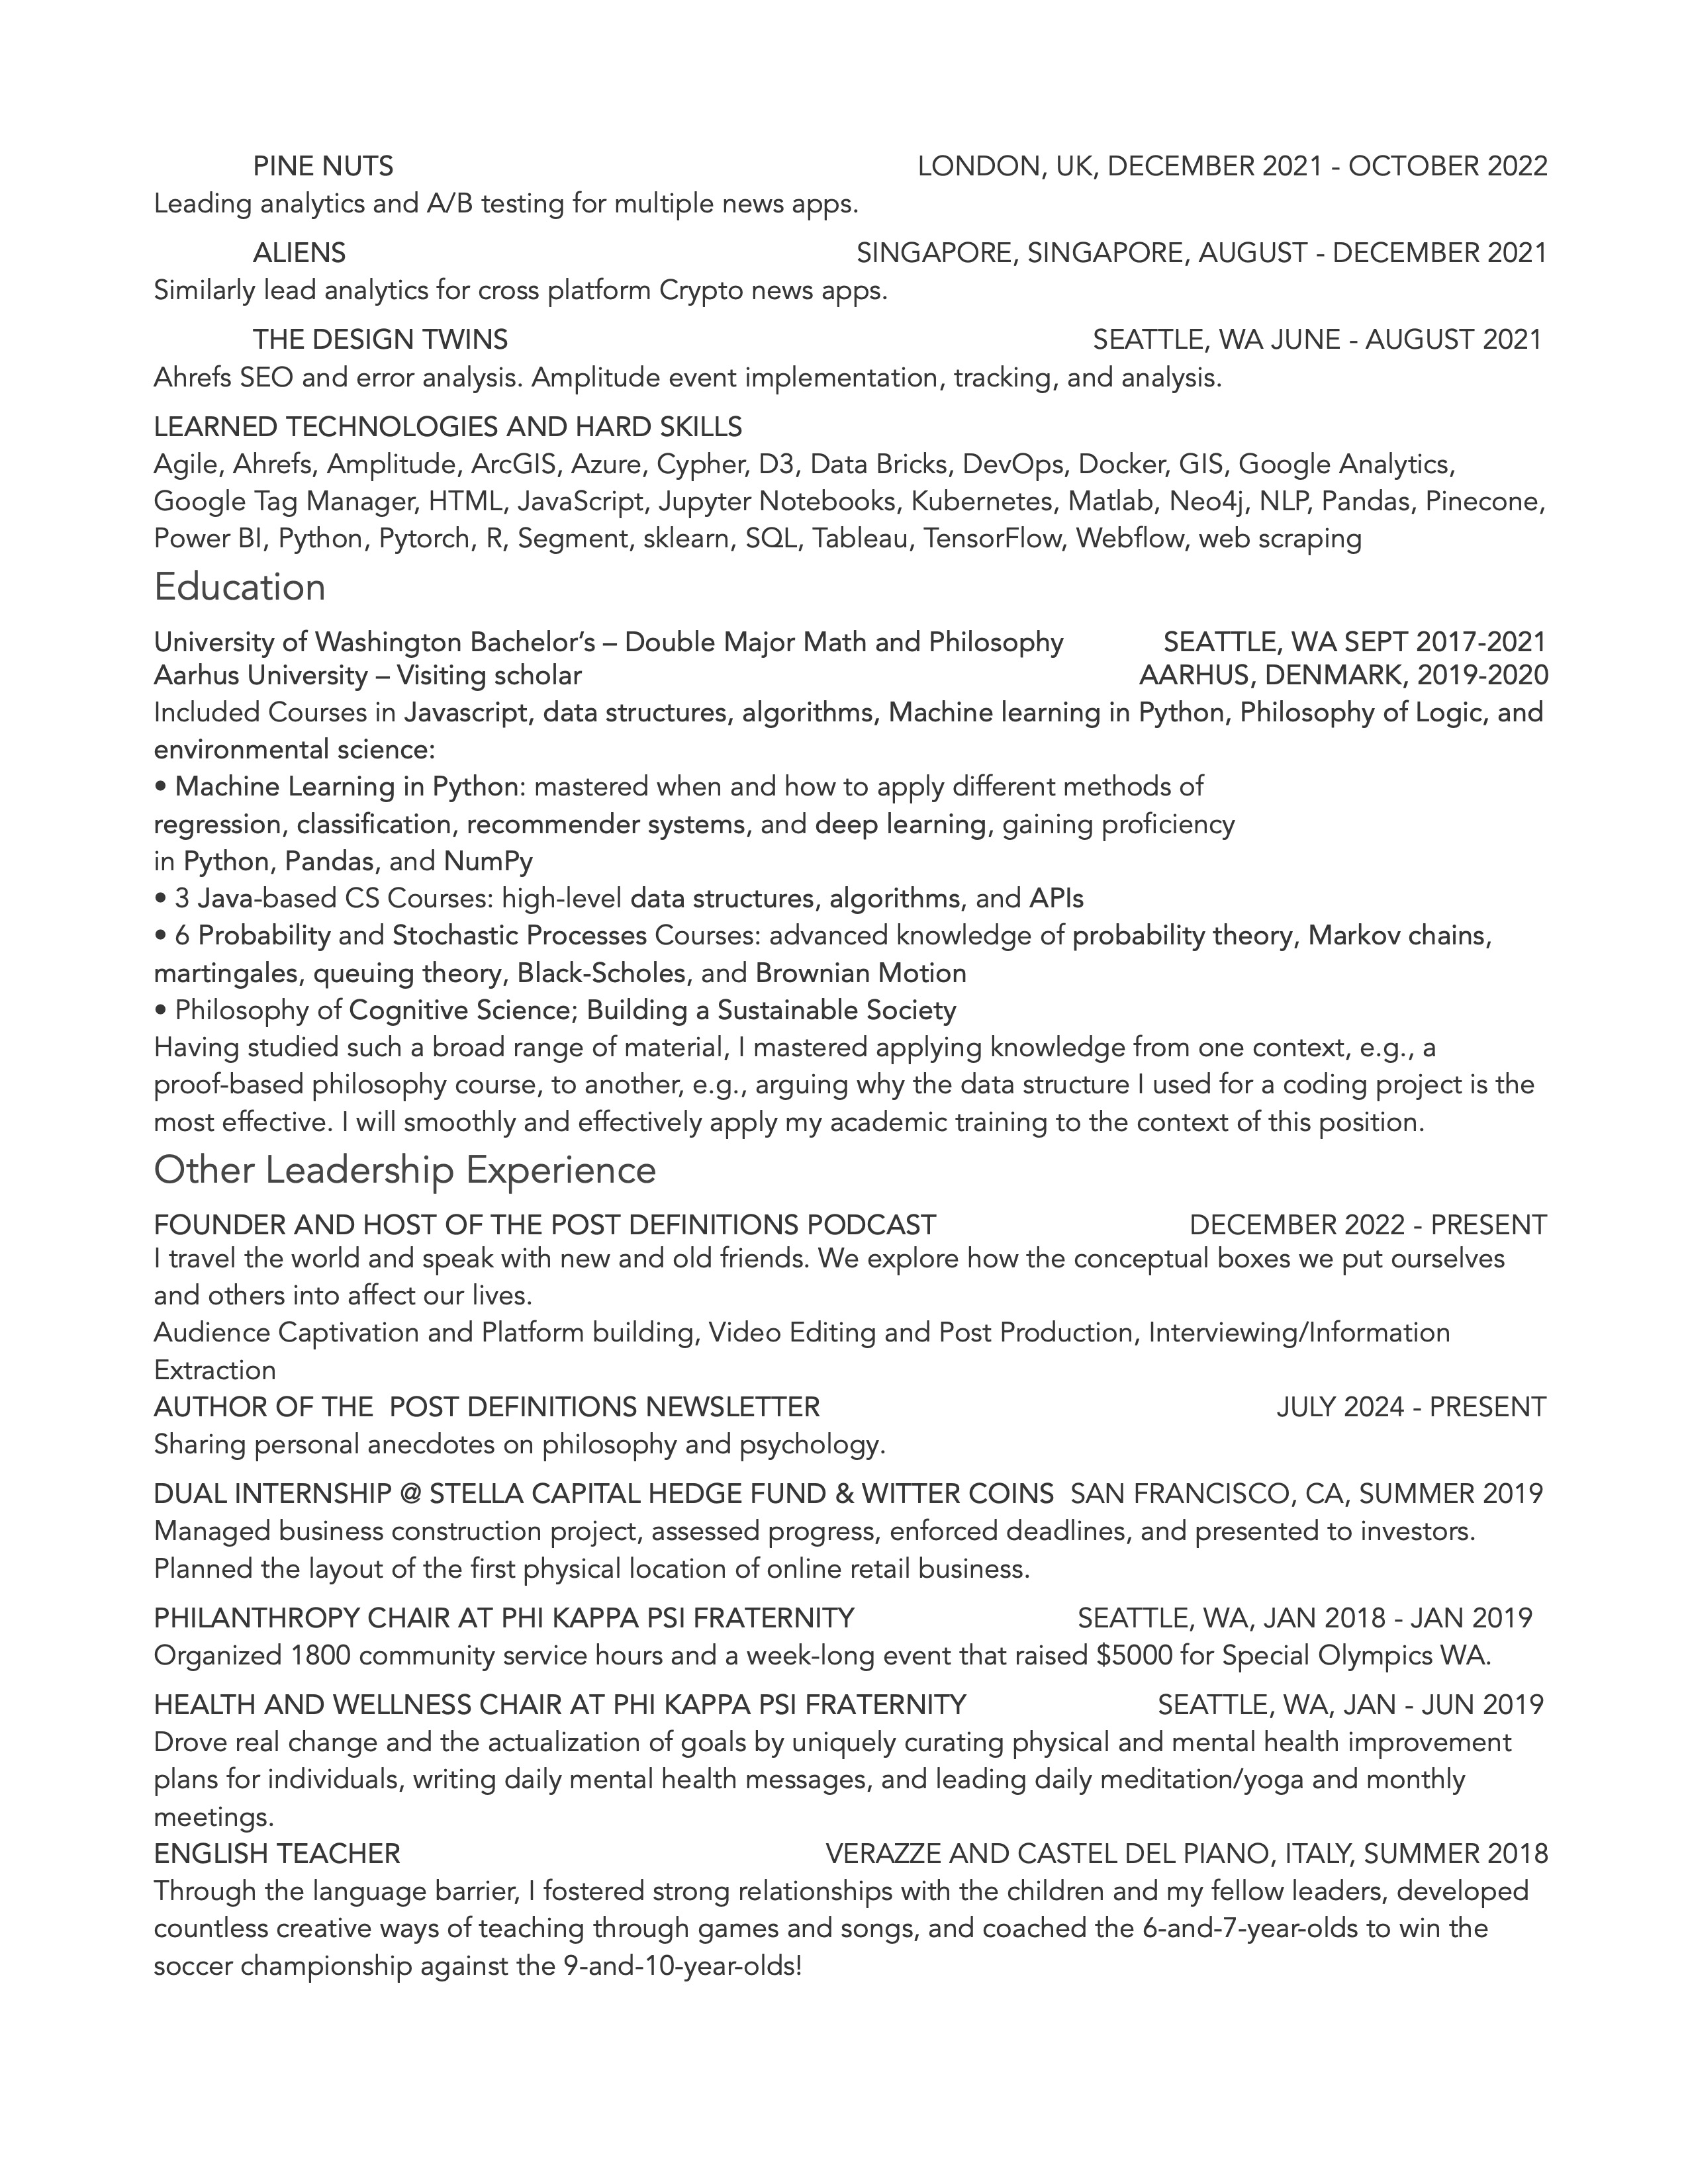 PINE NUTS LONDON, UK, DECEMBER 2021 - OCTOBER 2022
Leading analytics and A/B testing for multiple news apps.
ALIENS SINGAPORE, SINGAPORE, AUGUST - DECEMBER 2021
Similarly lead analytics for cross platform Crypto news apps.
THE DESIGN TWINS SEATTLE, WA JUNE - AUGUST 2021
Ahrefs SEO and error analysis. Amplitude event implementation, tracking, and analysis.
LEARNED TECHNOLOGIES AND HARD SKILLS
Agile, Ahrefs, Amplitude, ArcGIS, Azure, Cypher, D3, Data Bricks, DevOps, Docker, GIS, Google Analytics,
Google Tag Manager, HTML, JavaScript, Jupyter Notebooks, Kubernetes, Matlab, Neo4j, NLP, Pandas, Pinecone,
Power BI, Python, Pytorch, R, Segment, sklearn, SQL, Tableau, TensorFlow, Webflow, web scraping
Education
University of Washington Bachelor’s – Double Major Math and Philosophy SEATTLE, WA SEPT 2017-2021
Aarhus University – Visiting scholar AARHUS, DENMARK, 2019-2020
Included Courses in Javascript, data structures, algorithms, Machine learning in Python, Philosophy of Logic, and
environmental science:
• Machine Learning in Python: mastered when and how to apply different methods of
regression, classification, recommender systems, and deep learning, gaining proficiency
in Python, Pandas, and NumPy
• 3 Java-based CS Courses: high-level data structures, algorithms, and APIs
• 6 Probability and Stochastic Processes Courses: advanced knowledge of probability theory, Markov chains,
martingales, queuing theory, Black-Scholes, and Brownian Motion
• Philosophy of Cognitive Science; Building a Sustainable Society
Having studied such a broad range of material, I mastered applying knowledge from one context, e.g., a
proof-based philosophy course, to another, e.g., arguing why the data structure I used for a coding project is the
most effective. I will smoothly and effectively apply my academic training to the context of this position.
Other Leadership Experience
FOUNDER AND HOST OF THE POST DEFINITIONS PODCAST DECEMBER 2022 - PRESENT
I travel the world and speak with new and old friends. We explore how the conceptual boxes we put ourselves
and others into affect our lives.
Audience Captivation and Platform building, Video Editing and Post Production, Interviewing/Information
Extraction
AUTHOR OF THE  POST DEFINITIONS NEWSLETTER JULY 2024 - PRESENT
Sharing personal anecdotes on philosophy and psychology.
DUAL INTERNSHIP @ STELLA CAPITAL HEDGE FUND & WITTER COINS SAN FRANCISCO, CA, SUMMER 2019
Managed business construction project, assessed progress, enforced deadlines, and presented to investors.
Planned the layout of the first physical location of online retail business.
PHILANTHROPY CHAIR AT PHI KAPPA PSI FRATERNITY SEATTLE, WA, JAN 2018 - JAN 2019
Organized 1800 community service hours and a week-long event that raised $5000 for Special Olympics WA.
HEALTH AND WELLNESS CHAIR AT PHI KAPPA PSI FRATERNITY SEATTLE, WA, JAN - JUN 2019
Drove real change and the actualization of goals by uniquely curating physical and mental health improvement
plans for individuals, writing daily mental health messages, and leading daily meditation/yoga and monthly
meetings.
ENGLISH TEACHER VERAZZE AND CASTEL DEL PIANO, ITALY, SUMMER 2018
Through the language barrier, I fostered strong relationships with the children and my fellow leaders, developed
countless creative ways of teaching through games and songs, and coached the 6-and-7-year-olds to win the
soccer championship against the 9-and-10-year-olds!